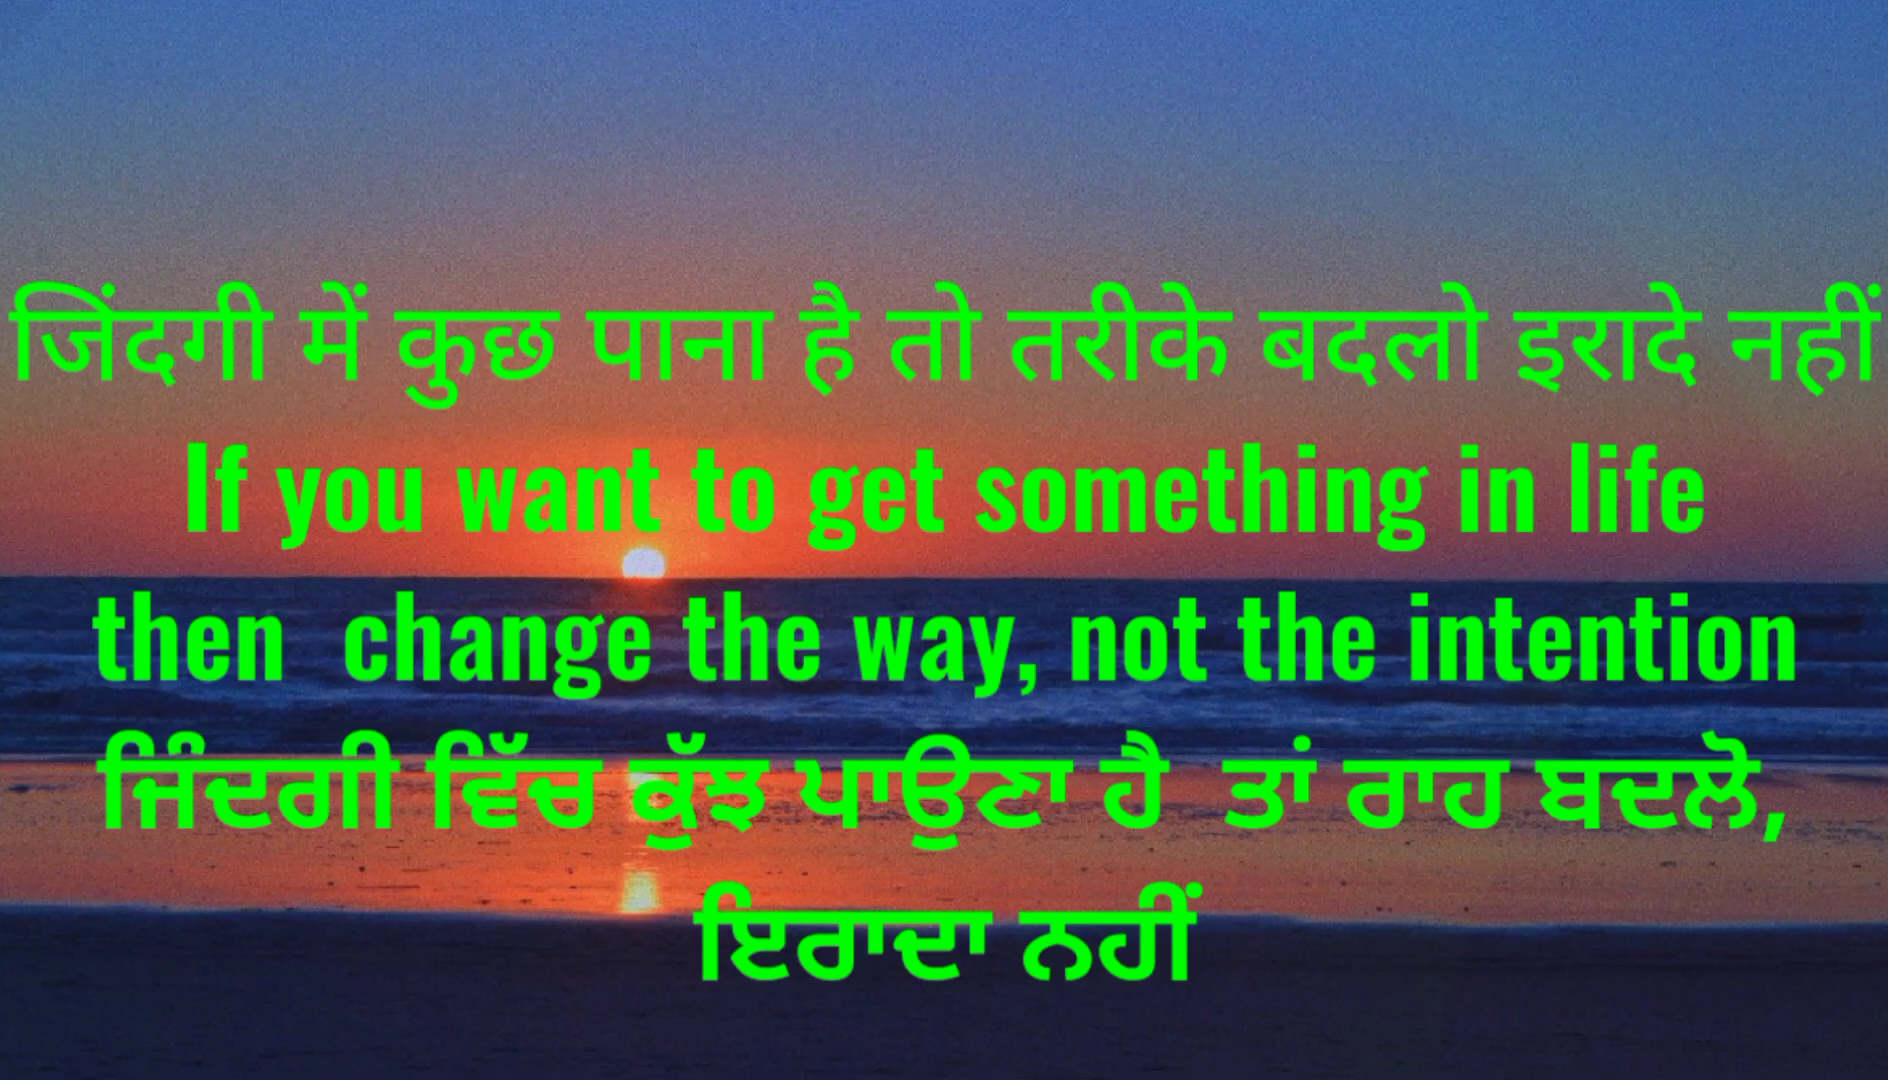 जिंदगी में कुछ पाना है तो तरीके बदलो इरादे नहीं
If you want to get something in life
then change the way, not the intention
ਜਿੰਦਗੀ ਵਿੱਚ ਕੁੱਝ ਪਾਉਣਾ ਹੈ ਤਾਂ ਰਾਹ ਬਦਲੋ,
ਇਰਾਦਾ ਨਹੀਂ